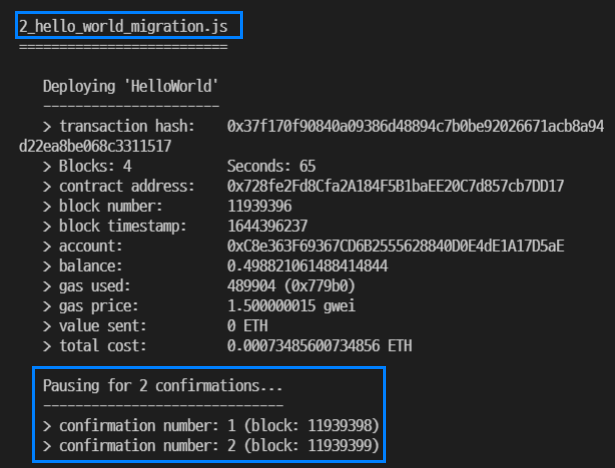 2_hello_world_migration.js
==========================
Deploying 'HelloWorld'
----------------------
> transaction hash: 0x37f170f90840a09386d48894c7b0be92026671acb8a94
d22ea8be068c3311517
> Blocks: 4 Seconds: 65
> contract address: 0x728fe2Fd8Cfa2A184F5B1baEE20C7d857cb7DD17
> block number: 11939396
> block timestamp: 1644396237
> account: 0xC8e363F69367CD6B2555628840D0E4dE1A17D5aE
> balance: 0.498821061488414844
> gas used: 489904 (0x779b0)
> gas price: 1.500000015 gwei
> value sent: 0 ETH
> total cost: 0.00073485600734856 ETH
Pausing for 2 confirmations...
------------------------------
> confirmation number: 1 (block: 11939398)
> confirmation number: 2 (block: 11939399)